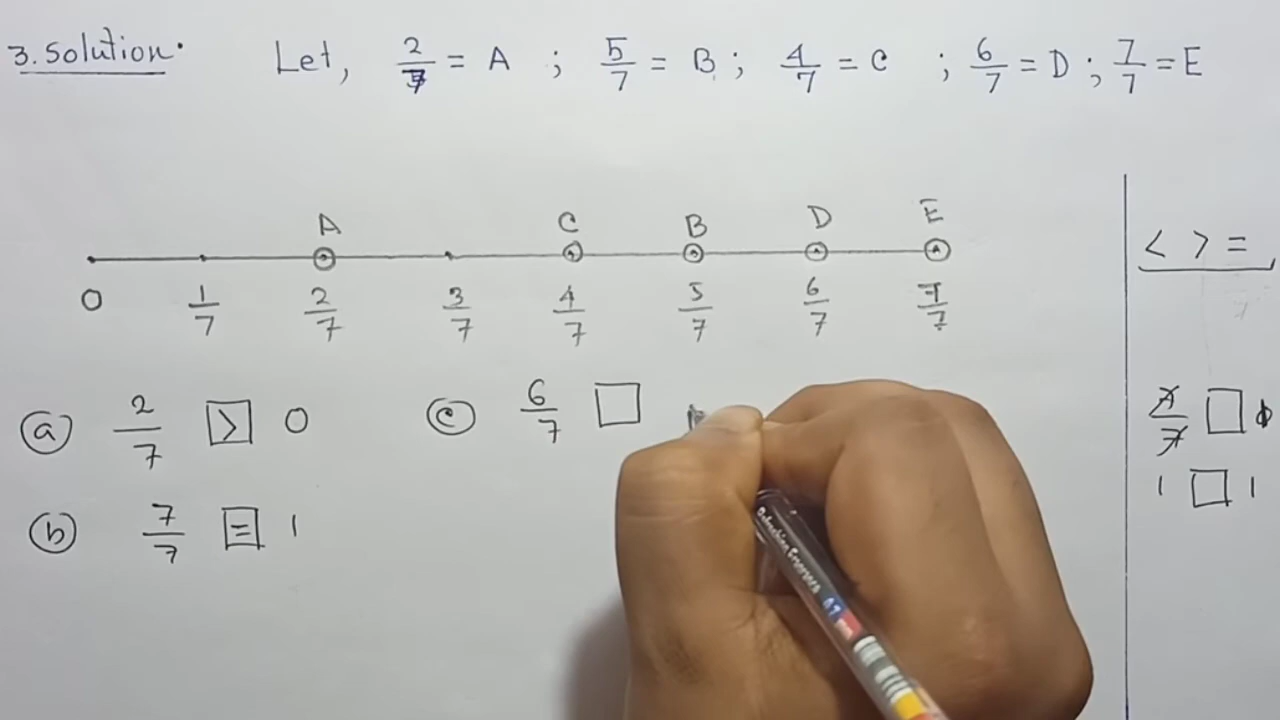 3. Solution. Let, 2/7 = A ; 5/7 = B ; 4/7 = C ; 6/7 = D ; 7/7 = E
A C B D E
0 1/7 2/7 3/7 4/7 5/7 6/7 7/7
< > =
(a) 2/7 > 0
(c) 6/7 □
(b) 7/7 = 1
7/7 □
1 □ 1